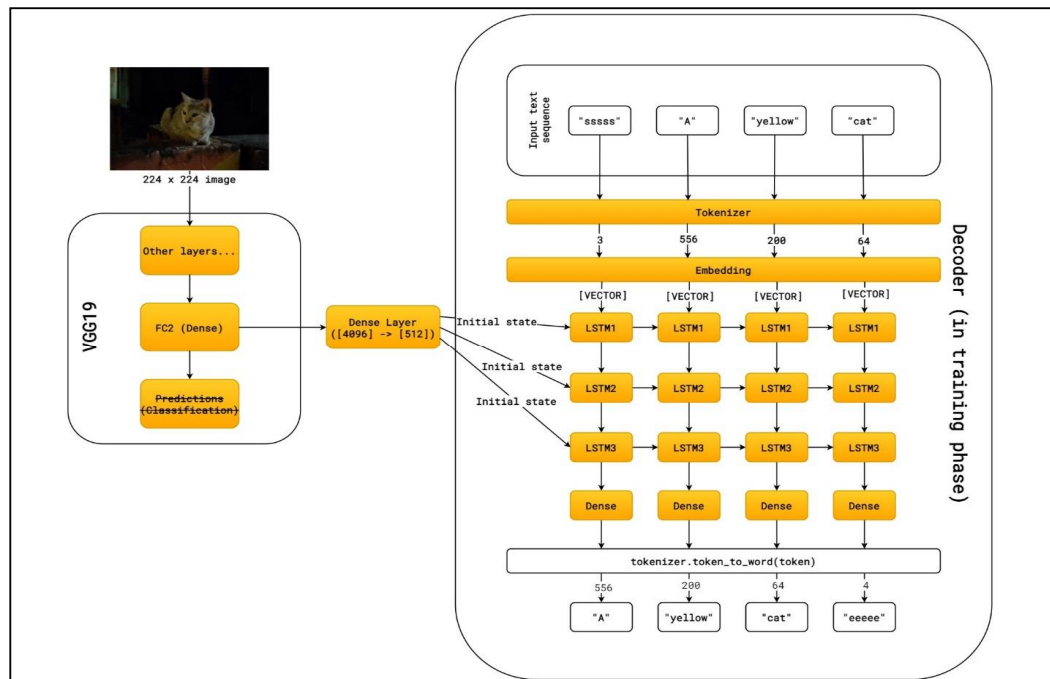 224 x 224 image
VGG19
Other layers...
FC2 (Dense)
Predictions
(Classification)
Dense Layer
([4096] -> [512])
Initial state
Initial state
Initial state
Decoder (in training phase)
Input text
sequence
"sssss" "A" "yellow" "cat"
Tokenizer
3 556 200 64
Embedding
[VECTOR] [VECTOR] [VECTOR] [VECTOR]
LSTM1 LSTM1 LSTM1 LSTM1
LSTM2 LSTM2 LSTM2 LSTM2
LSTM3 LSTM3 LSTM3 LSTM3
Dense Dense Dense Dense
tokenizer.token_to_word(token)
556 200 64 4
"A" "yellow" "cat" "eeeee"